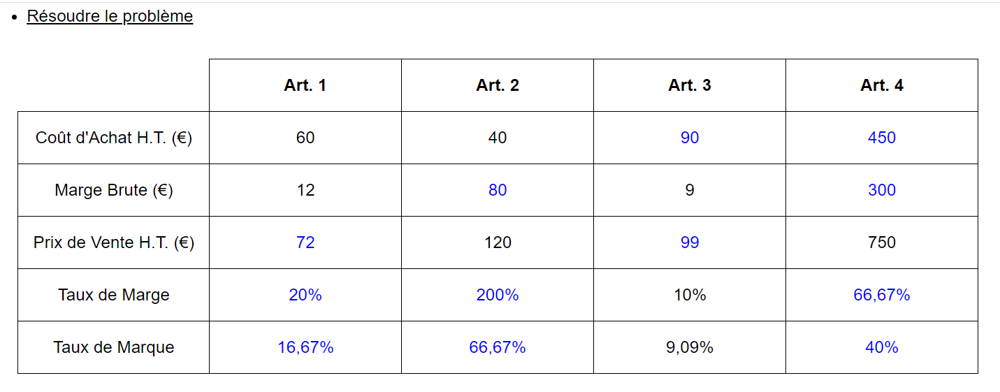 Résoudre le problème
Art. 1 Art. 2 Art. 3 Art. 4
Coût d'Achat H.T. (€) 60 40 90 450
Marge Brute (€) 12 80 9 300
Prix de Vente H.T. (€) 72 120 99 750
Taux de Marge 20% 200% 10% 66,67%
Taux de Marque 16,67% 66,67% 9,09% 40%